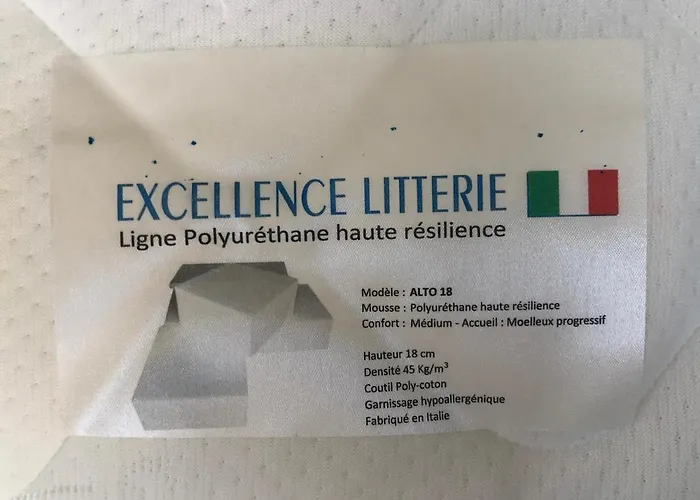 EXCELLENCE LITTERIE
Ligne Polyuréthane haute résilience
Modèle : ALTO 18
Mousse : Polyuréthane haute résilience
Confort : Médium - Accueil : Moelleux progressif
Hauteur 18 cm
Densité 45 Kg/m³
Coutil Poly-coton
Garnissage hypoallergénique
Fabriqué en Italie